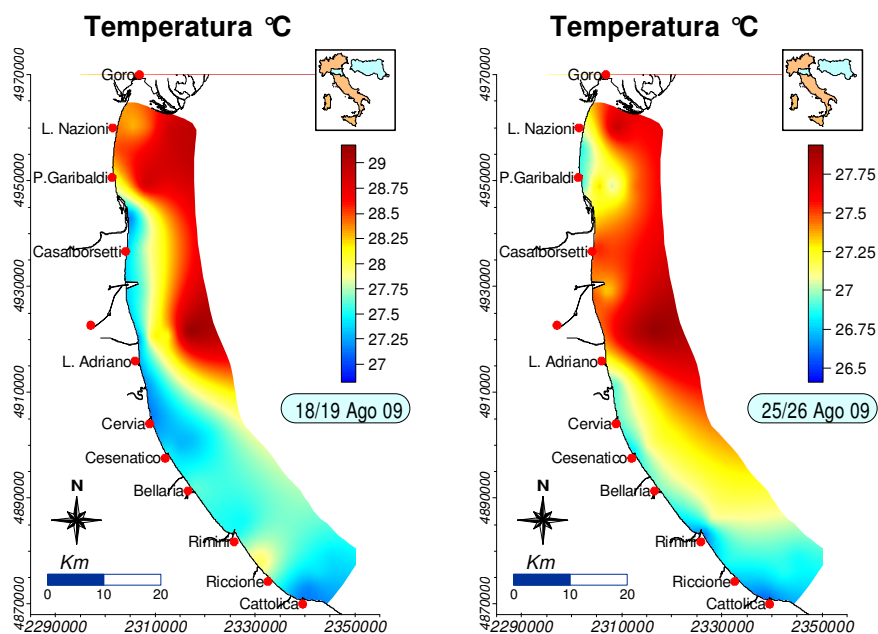 Temperatura °C
Goro
L. Nazioni
P.Garibaldi
Casalborsetti
L. Adriano
Cervia
Cesenatico
Bellaria
Rimini
Riccione
Cattolica
4970000
4950000
4930000
4910000
4890000
4870000
29
28.75
28.5
28.25
28
27.75
27.5
27.25
27
18/19 Ago 09
N
Km
0 10 20
2290000 2310000 2330000 2350000
Temperatura °C
Goro
L. Nazioni
P.Garibaldi
Casalborsetti
L. Adriano
Cervia
Cesenatico
Bellaria
Rimini
Riccione
Cattolica
4970000
4950000
4930000
4910000
4890000
4870000
27.75
27.5
27.25
27
26.75
26.5
25/26 Ago 09
N
Km
0 10 20
2290000 2310000 2330000 2350000